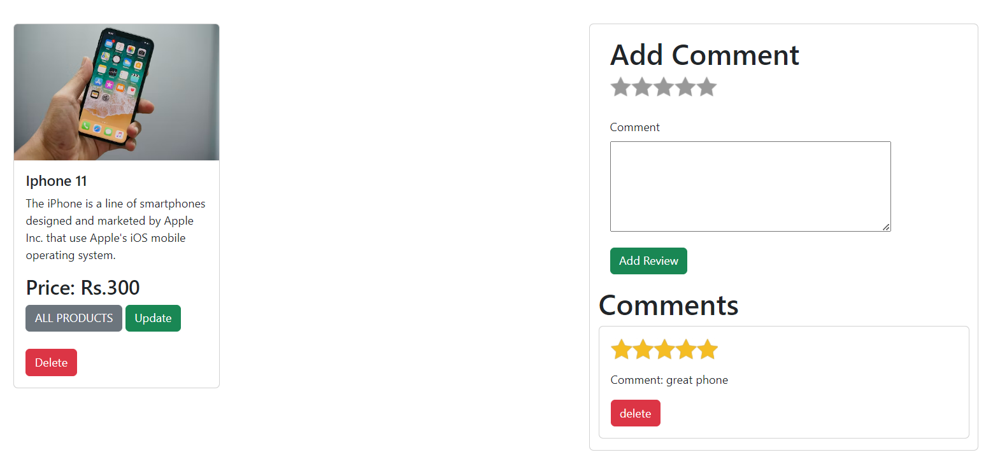 Iphone 11
The iPhone is a line of smartphones
designed and marketed by Apple
Inc. that use Apple's iOS mobile
operating system.
Price: Rs.300
ALL PRODUCTS
Update
Delete
Add Comment
Comment
Add Review
Comments
Comment: great phone
delete